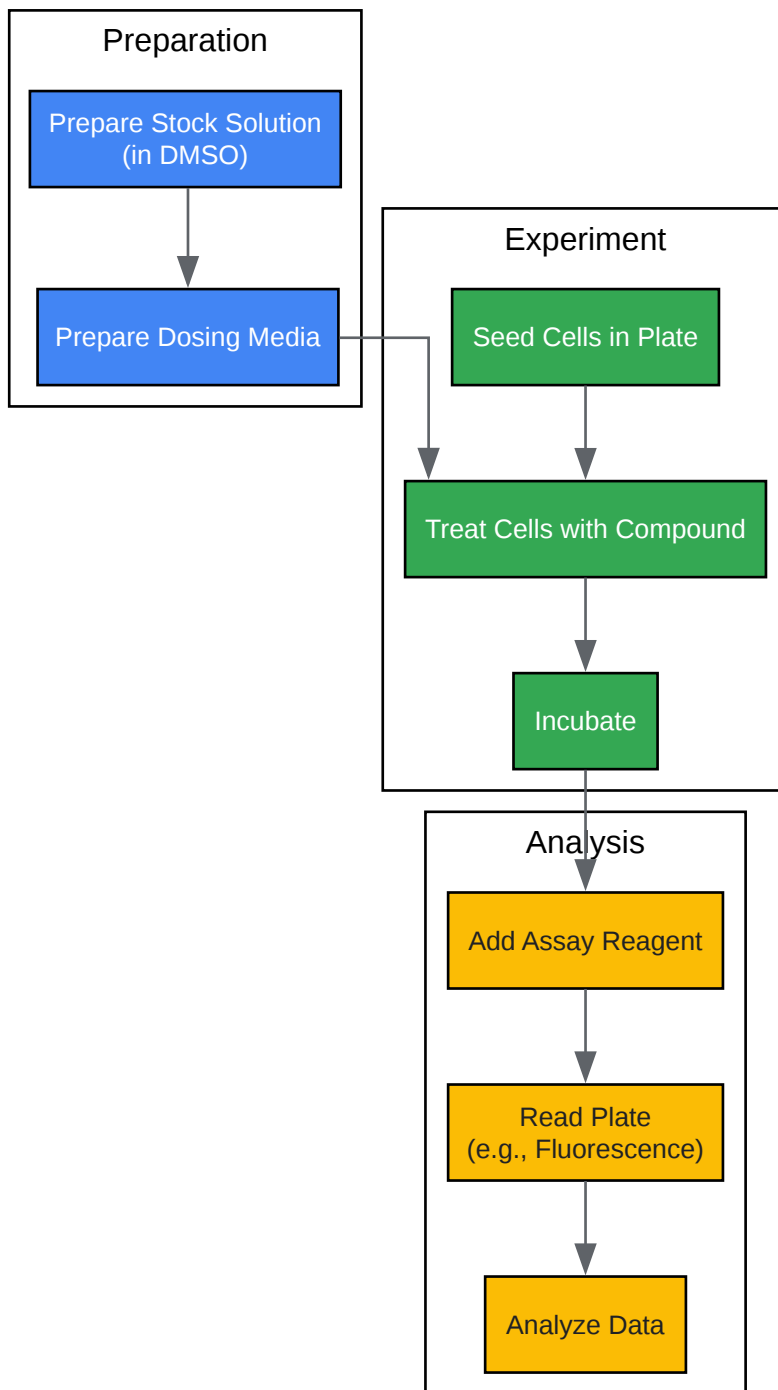 Preparation
Prepare Stock Solution
(in DMSO)
Prepare Dosing Media
Experiment
Seed Cells in Plate
Treat Cells with Compound
Incubate
Analysis
Add Assay Reagent
Read Plate
(e.g., Fluorescence)
Analyze Data